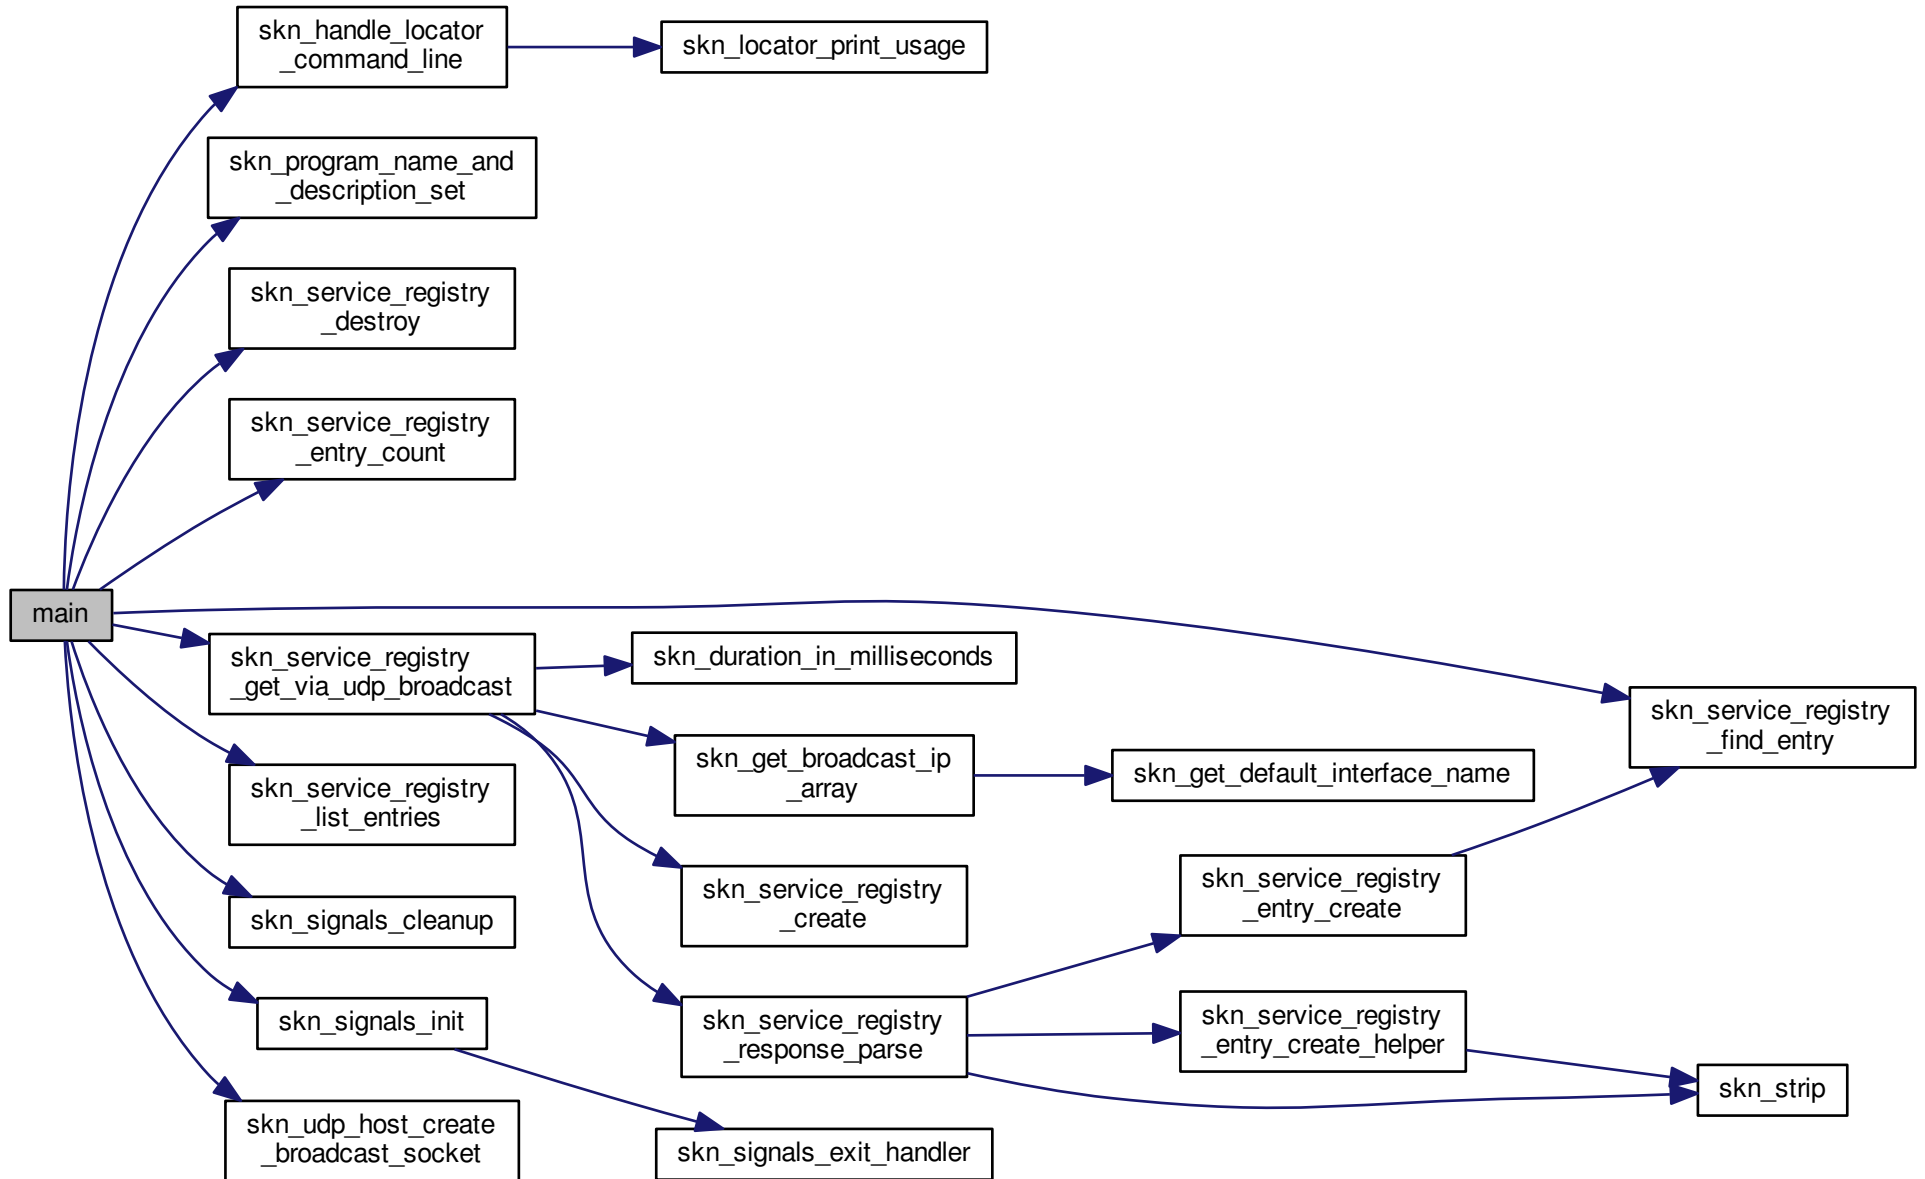 skn_handle_locator
_command_line
skn_locator_print_usage
skn_program_name_and
_description_set
skn_service_registry
_destroy
skn_service_registry
_entry_count
main
skn_service_registry
_get_via_udp_broadcast
skn_duration_in_milliseconds
skn_service_registry
_find_entry
skn_get_broadcast_ip
_array
skn_get_default_interface_name
skn_service_registry
_list_entries
skn_service_registry
_create
skn_service_registry
_entry_create
skn_signals_cleanup
skn_signals_init
skn_service_registry
_response_parse
skn_service_registry
_entry_create_helper
skn_strip
skn_udp_host_create
_broadcast_socket
skn_signals_exit_handler